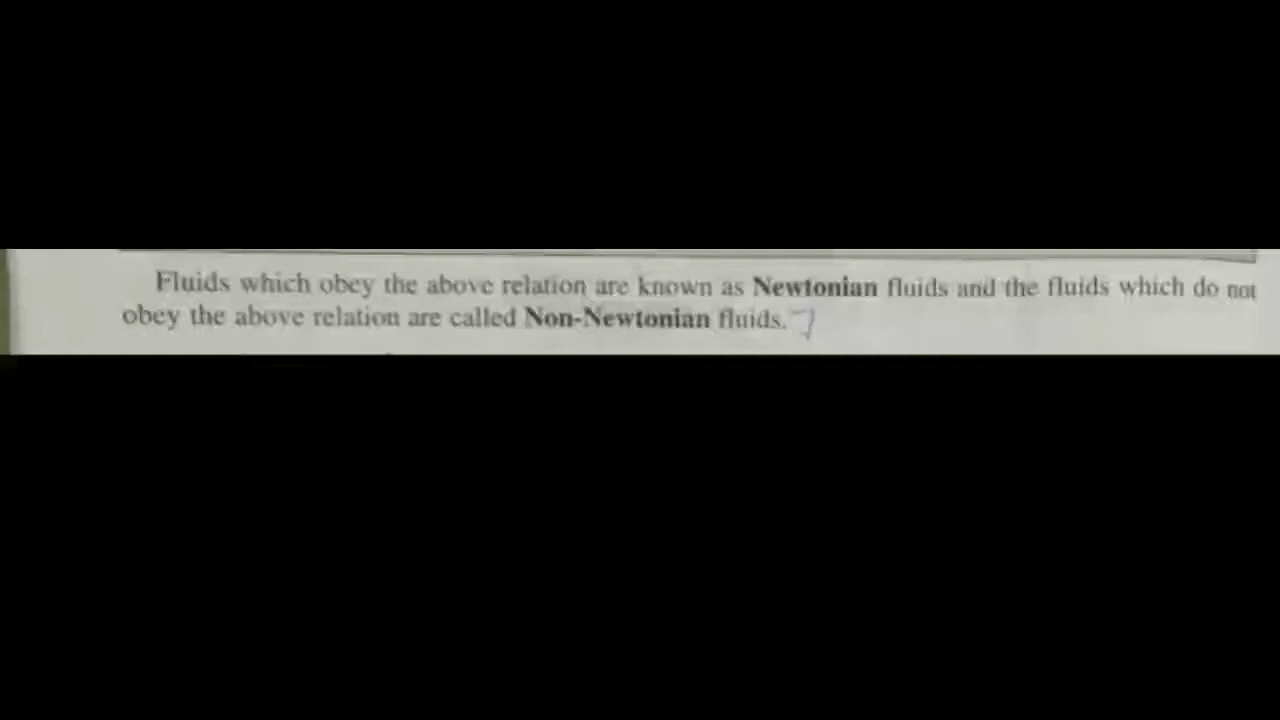 Fluids which obey the above relation are known as Newtonian fluids and the fluids which do not
obey the above relation are called Non-Newtonian fluids.